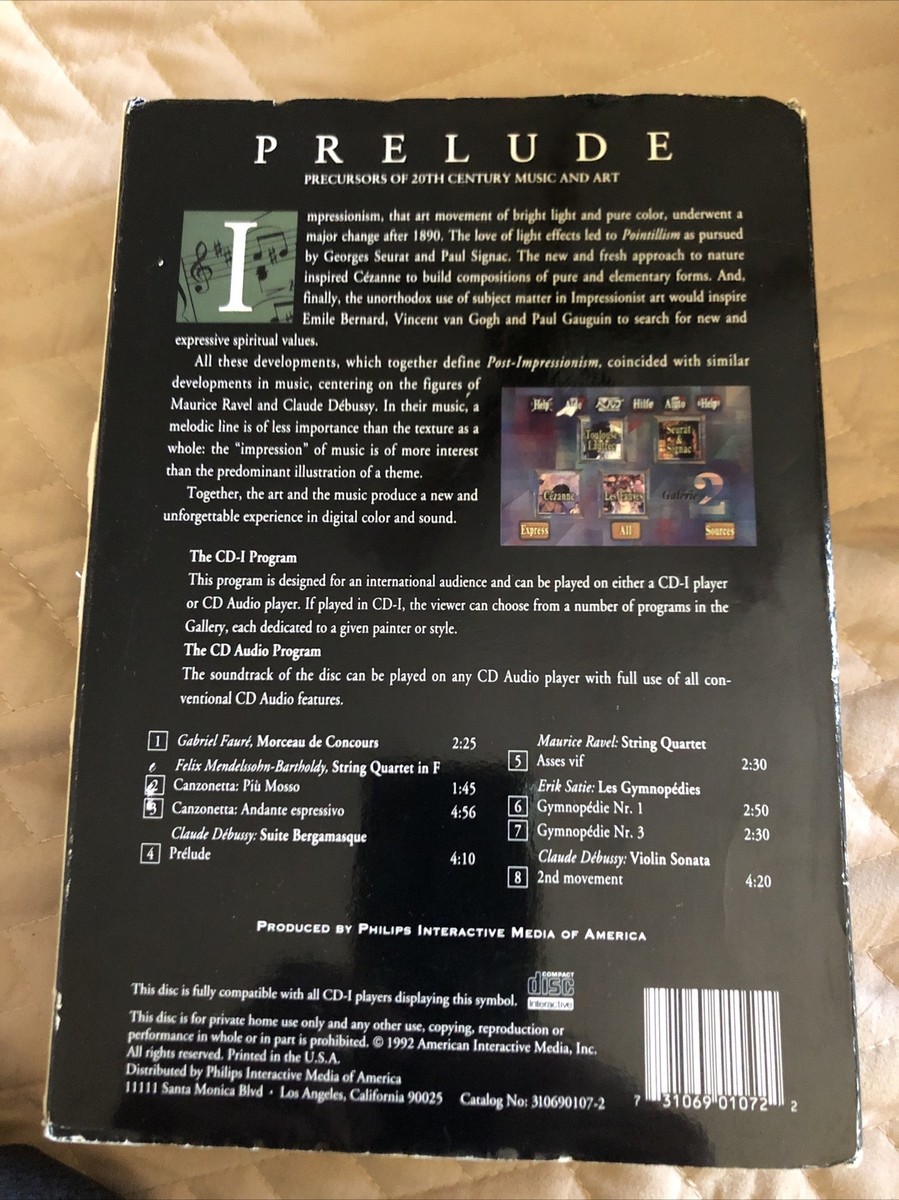 PRELUDE
PRECURSORS OF 20TH CENTURY MUSIC AND ART
Impressionism, that art movement of bright light and pure color, underwent a
major change after 1890. The love of light effects led to Pointillism as pursued
by Georges Seurat and Paul Signac. The new and fresh approach to nature
inspired Cézanne to build compositions of pure and elementary forms. And,
finally, the unorthodox use of subject matter in Impressionist art would inspire
Emile Bernard, Vincent van Gogh and Paul Gauguin to search for new and
expressive spiritual values.
All these developments, which together define Post-Impressionism, coincided with similar
developments in music, centering on the figures of
Maurice Ravel and Claude Débussy. In their music, a
melodic line is of less importance than the texture as a
whole: the “impression” of music is of more interest
than the predominant illustration of a theme.
Together, the art and the music produce a new and
unforgettable experience in digital color and sound.
Help Hilfe Help
Toulouse Lautrec
Seurat & Signac
Cézanne
Les Fauves
Galerie 2
Express All Sources
The CD-I Program
This program is designed for an international audience and can be played on either a CD-I player
or CD Audio player. If played in CD-I, the viewer can choose from a number of programs in the
Gallery, each dedicated to a given painter or style.
The CD Audio Program
The soundtrack of the disc can be played on any CD Audio player with full use of all con-
ventional CD Audio features.
1 Gabriel Fauré, Morceau de Concours 2:25
Felix Mendelssohn-Bartholdy, String Quartet in F
2 Canzonetta: Più Mosso 1:45
3 Canzonetta: Andante espressivo 4:56
Claude Débussy: Suite Bergamasque
4 Prélude 4:10
Maurice Ravel: String Quartet
5 Asses vif 2:30
Erik Satie: Les Gymnopédies
6 Gymnopédie Nr. 1 2:50
7 Gymnopédie Nr. 3 2:30
Claude Débussy: Violin Sonata
8 2nd movement 4:20
PRODUCED BY PHILIPS INTERACTIVE MEDIA OF AMERICA
This disc is fully compatible with all CD-I players displaying this symbol.
COMPACT
disc
Interactive
This disc is for private home use only and any other use, copying, reproduction or
performance in whole or in part is prohibited. © 1992 American Interactive Media, Inc.
All rights reserved. Printed in the U.S.A.
Distributed by Philips Interactive Media of America
11111 Santa Monica Blvd · Los Angeles, California 90025 Catalog No: 310690107-2
7 31069 01072 2